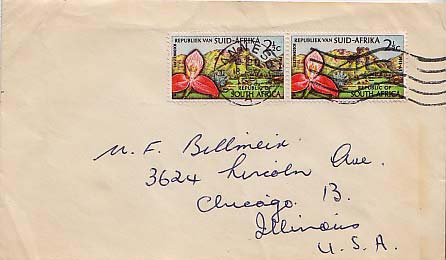 REPUBLIEK VAN SUID-AFRIKA 2½c
REPUBLIC OF SOUTH AFRICA
REPUBLIEK VAN SUID-AFRIKA 2½c
REPUBLIC OF SOUTH AFRICA
M. F. Bellmein
3624 Lincoln Ave.
Chicago. 13.
Illinois
U.S.A.